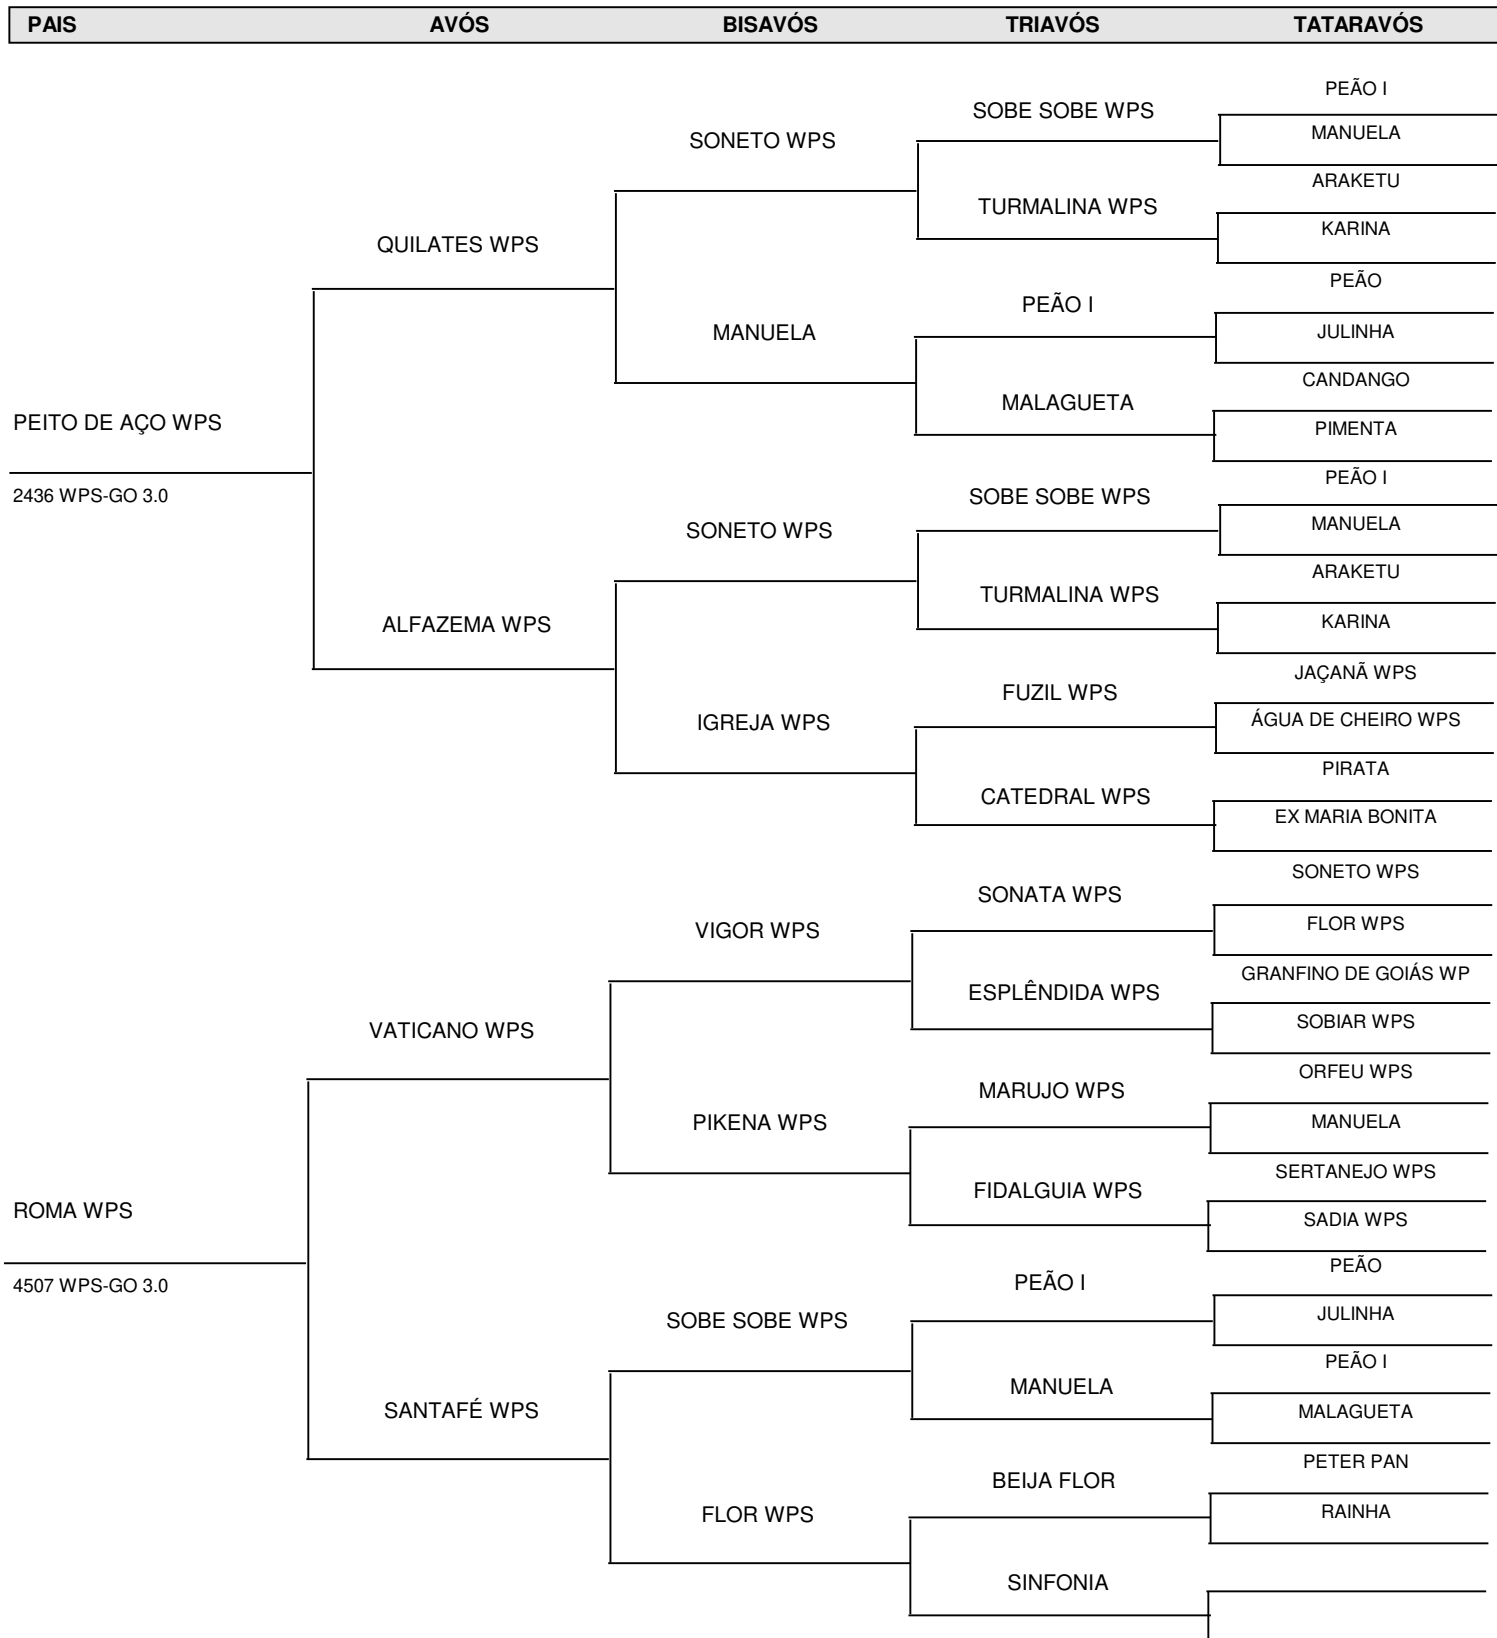 PAIS AVÓS BISAVÓS TRIAVÓS TATARAVÓS
PEÃO I
SOBE SOBE WPS
MANUELA
SONETO WPS
ARAKETU
TURMALINA WPS
KARINA
QUILATES WPS
PEÃO
PEÃO I
JULINHA
MANUELA
CANDANGO
MALAGUETA
PEITO DE AÇO WPS
PIMENTA
PEÃO I
2436 WPS-GO 3.0
SOBE SOBE WPS
MANUELA
SONETO WPS
ARAKETU
TURMALINA WPS
KARINA
ALFAZEMA WPS
JAÇANÃ WPS
FUZIL WPS
ÁGUA DE CHEIRO WPS
IGREJA WPS
PIRATA
CATEDRAL WPS
EX MARIA BONITA
SONETO WPS
SONATA WPS
FLOR WPS
VIGOR WPS
GRANFINO DE GOIÁS WP
ESPLÊNDIDA WPS
SOBIAR WPS
VATICANO WPS
ORFEU WPS
MARUJO WPS
MANUELA
PIKENA WPS
SERTANEJO WPS
FIDALGUIA WPS
ROMA WPS
SADIA WPS
PEÃO
4507 WPS-GO 3.0
PEÃO I
JULINHA
SOBE SOBE WPS
PEÃO I
MANUELA
SANTAFÉ WPS
MALAGUETA
PETER PAN
BEIJA FLOR
RAINHA
FLOR WPS
SINFONIA